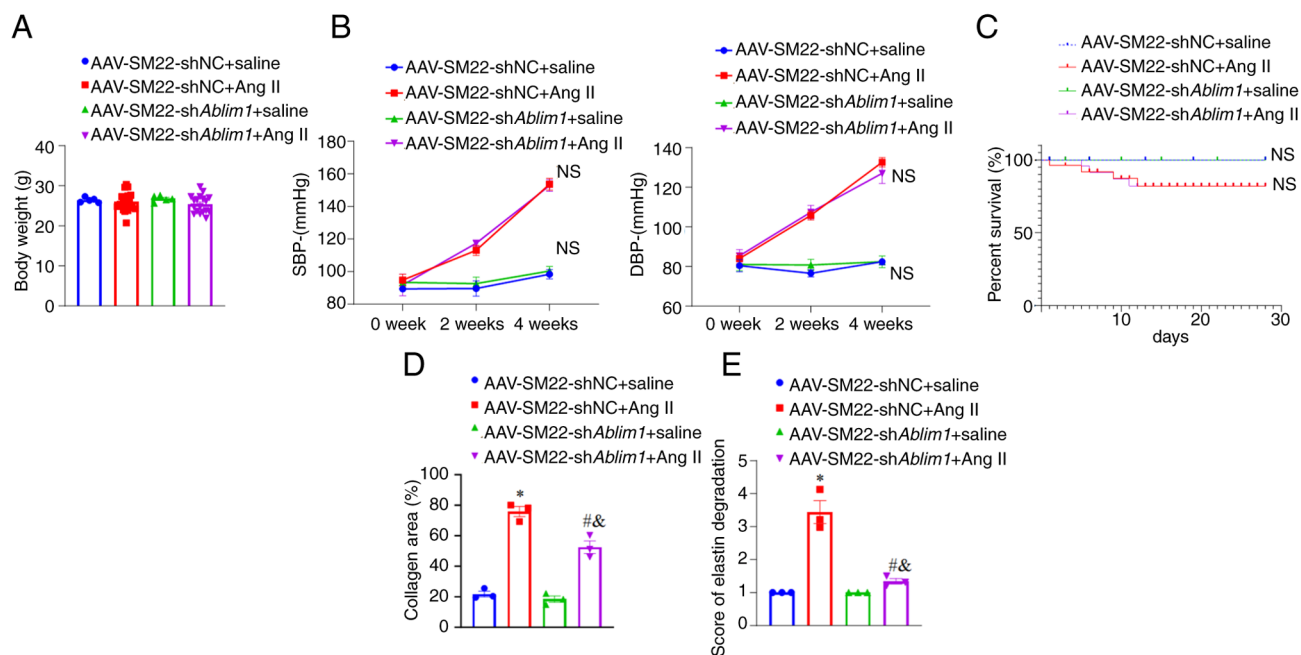 A
AAV-SM22-shNC+saline
AAV-SM22-shNC+Ang II
AAV-SM22-shAblim1+saline
AAV-SM22-shAblim1+Ang II
Body weight (g)
40
30
20
10
0
B
AAV-SM22-shNC+saline
AAV-SM22-shNC+Ang II
AAV-SM22-shAblim1+saline
AAV-SM22-shAblim1+Ang II
SBP-(mmHg)
180
160
140
120
100
80
NS
NS
0 week
2 weeks
4 weeks
AAV-SM22-shNC+saline
AAV-SM22-shNC+Ang II
AAV-SM22-shAblim1+saline
AAV-SM22-shAblim1+Ang II
DBP-(mmHg)
140
120
100
80
60
NS
NS
0 week
2 weeks
4 weeks
C
AAV-SM22-shNC+saline
AAV-SM22-shNC+Ang II
AAV-SM22-shAblim1+saline
AAV-SM22-shAblim1+Ang II
Percent survival (%)
100
50
0
NS
NS
10
20
30
days
D
AAV-SM22-shNC+saline
AAV-SM22-shNC+Ang II
AAV-SM22-shAblim1+saline
AAV-SM22-shAblim1+Ang II
Collagen area (%)
100
80
60
40
20
0
*
#&
E
AAV-SM22-shNC+saline
AAV-SM22-shNC+Ang II
AAV-SM22-shAblim1+saline
AAV-SM22-shAblim1+Ang II
Score of elastin degradation
5
4
3
2
1
0
*
#&